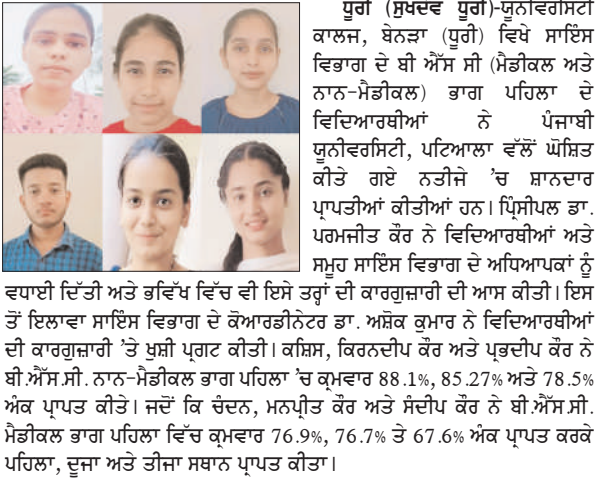 ਧੂਰੀ (ਸੁਖਦੇਵ ਧੂਰੀ)-ਯੂਨੀਵਰਸਿਟੀ
ਕਾਲਜ, ਬੇਨੜਾ (ਧੂਰੀ) ਵਿਖੇ ਸਾਇੰਸ
ਵਿਭਾਗ ਦੇ ਬੀ ਐੱਸ ਸੀ (ਮੈਡੀਕਲ ਅਤੇ
ਨਾਨ-ਮੈਡੀਕਲ) ਭਾਗ ਪਹਿਲਾ ਦੇ
ਵਿਦਿਆਰਥੀਆਂ ਨੇ ਪੰਜਾਬੀ
ਯੂਨੀਵਰਸਿਟੀ, ਪਟਿਆਲਾ ਵੱਲੋਂ ਘੋਸ਼ਿਤ
ਕੀਤੇ ਗਏ ਨਤੀਜੇ 'ਚ ਸ਼ਾਨਦਾਰ
ਪ੍ਰਾਪਤੀਆਂ ਕੀਤੀਆਂ ਹਨ। ਪ੍ਰਿੰਸੀਪਲ ਡਾ.
ਪਰਮਜੀਤ ਕੌਰ ਨੇ ਵਿਦਿਆਰਥੀਆਂ ਅਤੇ
ਸਮੂਹ ਸਾਇੰਸ ਵਿਭਾਗ ਦੇ ਅਧਿਆਪਕਾਂ ਨੂੰ
ਵਧਾਈ ਦਿੱਤੀ ਅਤੇ ਭਵਿੱਖ ਵਿੱਚ ਵੀ ਇਸੇ ਤਰ੍ਹਾਂ ਦੀ ਕਾਰਗੁਜ਼ਾਰੀ ਦੀ ਆਸ ਕੀਤੀ। ਇਸ
ਤੋਂ ਇਲਾਵਾ ਸਾਇੰਸ ਵਿਭਾਗ ਦੇ ਕੋਆਰਡੀਨੇਟਰ ਡਾ. ਅਸ਼ੋਕ ਕੁਮਾਰ ਨੇ ਵਿਦਿਆਰਥੀਆਂ
ਦੀ ਕਾਰਗੁਜ਼ਾਰੀ 'ਤੇ ਖੁਸ਼ੀ ਪ੍ਰਗਟ ਕੀਤੀ। ਕਸ਼ਿਸ, ਕਿਰਨਦੀਪ ਕੌਰ ਅਤੇ ਪ੍ਰਭਦੀਪ ਕੌਰ ਨੇ
ਬੀ.ਐੱਸ.ਸੀ. ਨਾਨ-ਮੈਡੀਕਲ ਭਾਗ ਪਹਿਲਾ 'ਚ ਕ੍ਰਮਵਾਰ 88.1%, 85.27% ਅਤੇ 78.5%
ਅੰਕ ਪ੍ਰਾਪਤ ਕੀਤੇ। ਜਦੋਂ ਕਿ ਚੰਦਨ, ਮਨਪ੍ਰੀਤ ਕੌਰ ਅਤੇ ਸੰਦੀਪ ਕੌਰ ਨੇ ਬੀ.ਐੱਸ.ਸੀ.
ਮੈਡੀਕਲ ਭਾਗ ਪਹਿਲਾ ਵਿੱਚ ਕ੍ਰਮਵਾਰ 76.9%, 76.7% ਤੇ 67.6% ਅੰਕ ਪ੍ਰਾਪਤ ਕਰਕੇ
ਪਹਿਲਾ, ਦੂਜਾ ਅਤੇ ਤੀਜਾ ਸਥਾਨ ਪ੍ਰਾਪਤ ਕੀਤਾ।